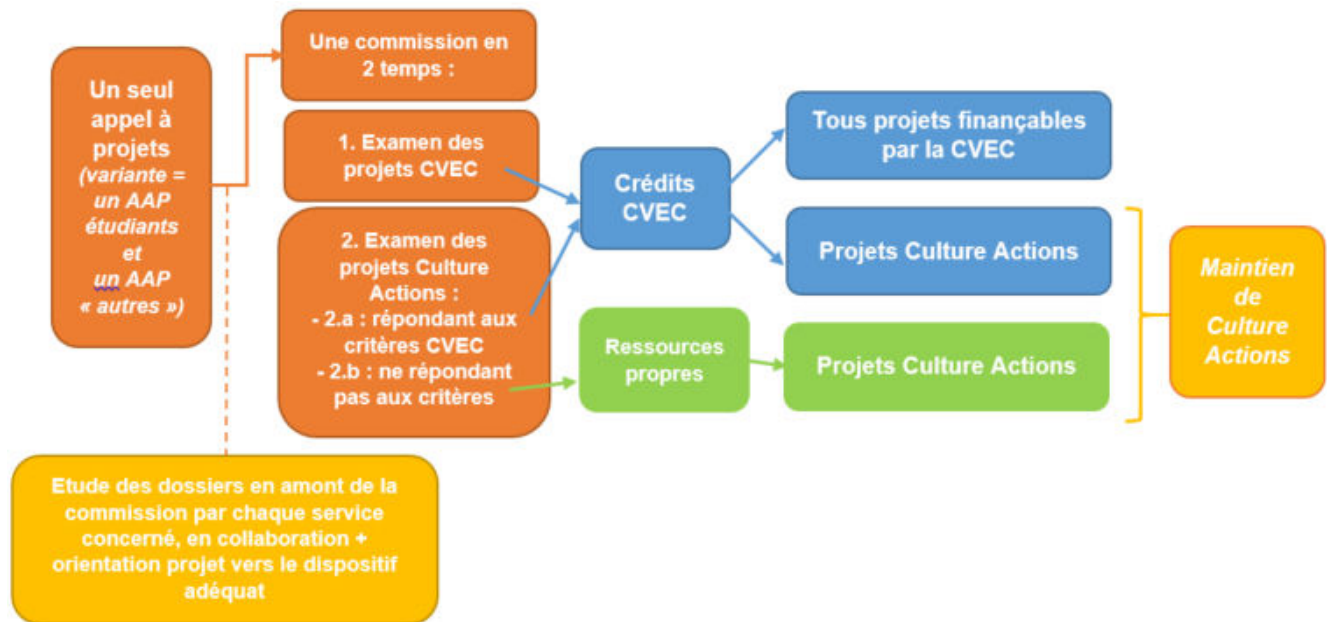 Un seul
appel à
projets
(variante =
un AAP
étudiants
et
un AAP
« autres »)
Une commission en
2 temps :
1. Examen des
projets CVEC
2. Examen des
projets Culture
Actions :
- 2.a : répondant aux
critères CVEC
- 2.b : ne répondant
pas aux critères
Crédits
CVEC
Ressources
propres
Tous projets finançables
par la CVEC
Projets Culture Actions
Projets Culture Actions
Maintien
de
Culture
Actions
Etude des dossiers en amont de la
commission par chaque service
concerné, en collaboration +
orientation projet vers le dispositif
adéquat